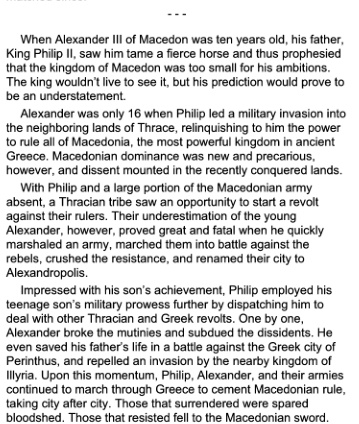 - - -
When Alexander III of Macedon was ten years old, his father,
King Philip II, saw him tame a fierce horse and thus prophesied
that the kingdom of Macedon was too small for his ambitions.
The king wouldn't live to see it, but his prediction would prove to
be an understatement.
Alexander was only 16 when Philip led a military invasion into
the neighboring lands of Thrace, relinquishing to him the power
to rule all of Macedonia, the most powerful kingdom in ancient
Greece. Macedonian dominance was new and precarious,
however, and dissent mounted in the recently conquered lands.
With Philip and a large portion of the Macedonian army
absent, a Thracian tribe saw an opportunity to start a revolt
against their rulers. Their underestimation of the young
Alexander, however, proved great and fatal when he quickly
marshaled an army, marched them into battle against the
rebels, crushed the resistance, and renamed their city to
Alexandropolis.
Impressed with his son's achievement, Philip employed his
teenage son's military prowess further by dispatching him to
deal with other Thracian and Greek revolts. One by one,
Alexander broke the mutinies and subdued the dissidents. He
even saved his father's life in a battle against the Greek city of
Perinthus, and repelled an invasion by the nearby kingdom of
Illyria. Upon this momentum, Philip, Alexander, and their armies
continued to march through Greece to cement Macedonian rule,
taking city after city. Those that surrendered were spared
bloodshed. Those that resisted fell to the Macedonian sword.